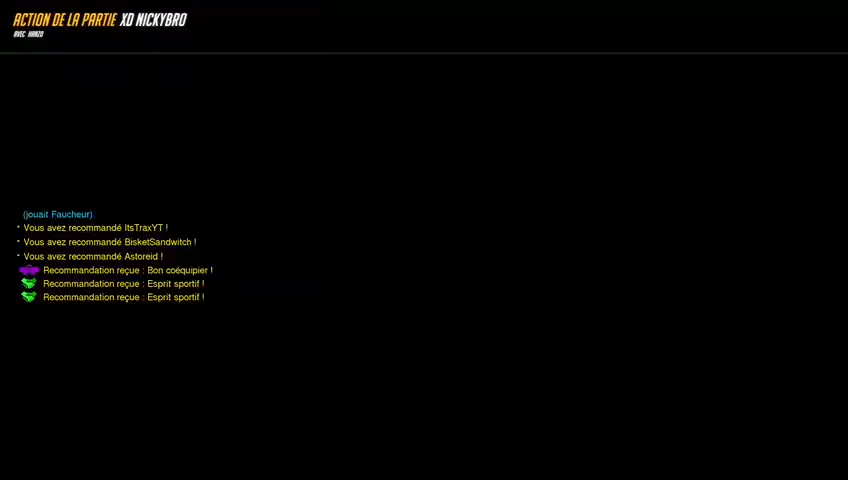 ACTION DE LA PARTIE XD NICKYBRO
AVEC HANZO
(jouait Faucheur).
• Vous avez recommandé ItsTraxYT !
• Vous avez recommandé BisketSandwitch !
• Vous avez recommandé Astoreid !
Recommandation reçue : Bon coéquipier !
Recommandation reçue : Esprit sportif !
Recommandation reçue : Esprit sportif !